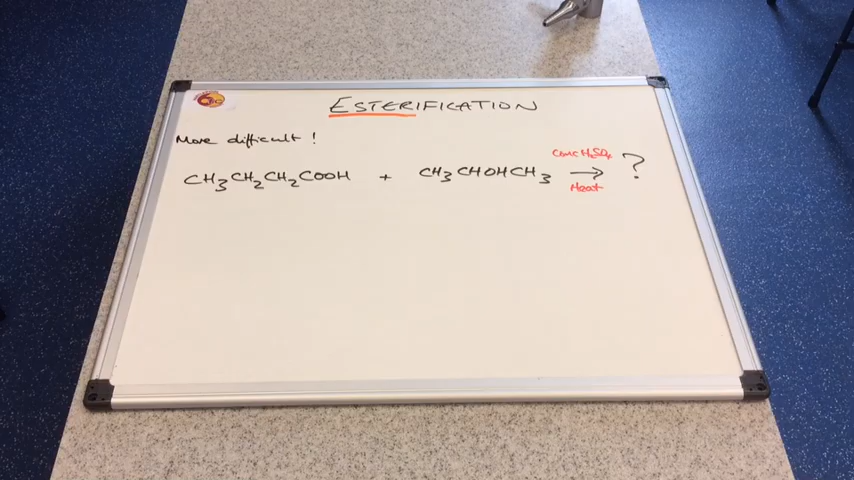 ESTERIFICATION
More difficult !
CH3CH2CH2COOH + CH3CHOHCH3 → ?
Conc H2SO4
Heat